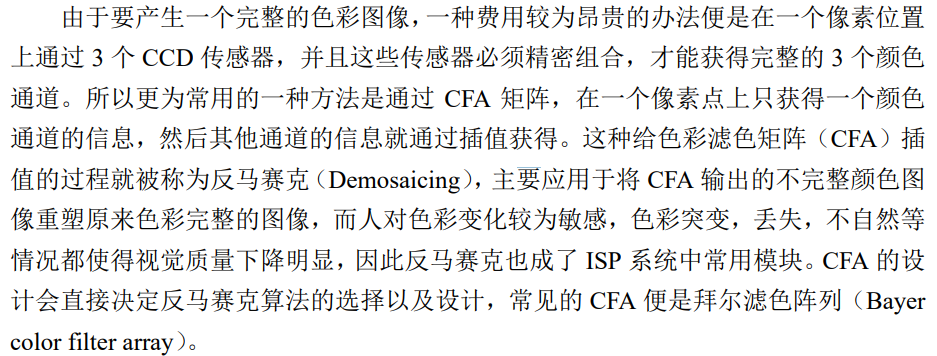 由于要产生一个完整的色彩图像，一种费用较为昂贵的办法便是在一个像素位置
上通过 3 个 CCD 传感器，并且这些传感器必须精密组合，才能获得完整的 3 个颜色
通道。所以更为常用的一种方法是通过 CFA 矩阵，在一个像素点上只获得一个颜色
通道的信息，然后其他通道的信息就通过插值获得。这种给色彩滤色矩阵（CFA）插
值的过程就被称为反马赛克（Demosaicing），主要应用于将 CFA 输出的不完整颜色图
像重塑原来色彩完整的图像，而人对色彩变化较为敏感，色彩突变，丢失，不自然等
情况都使得视觉质量下降明显，因此反马赛克也成了 ISP 系统中常用模块。CFA 的设
计会直接决定反马赛克算法的选择以及设计，常见的 CFA 便是拜尔滤色阵列（Bayer
color filter array）。